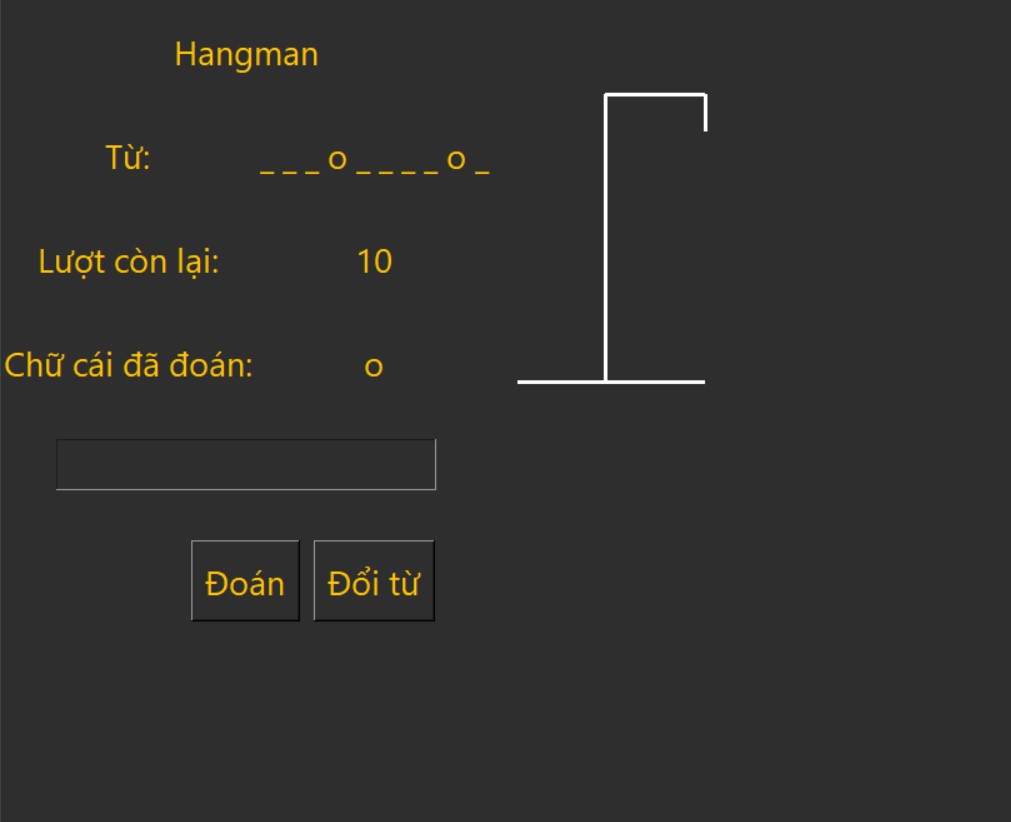 Hangman
Từ: _ _ _ o _ _ _ _ o _
Lượt còn lại: 10
Chữ cái đã đoán: o
Đoán Đổi từ